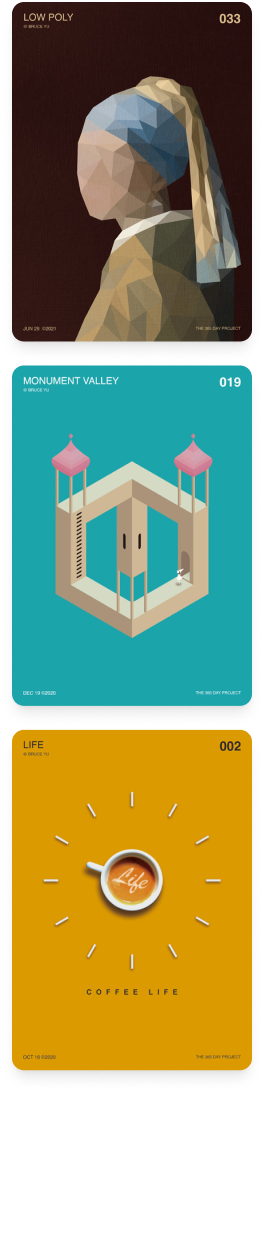 LOW POLY
033
© BRUCE YU
JUN 28 ©2021
THE 365 DAY PROJECT
MONUMENT VALLEY
019
© BRUCE YU
DEC 19 ©2020
THE 365 DAY PROJECT
LIFE
002
© BRUCE YU
Life
COFFEE LIFE
OCT 10 ©2020
THE 365 DAY PROJECT